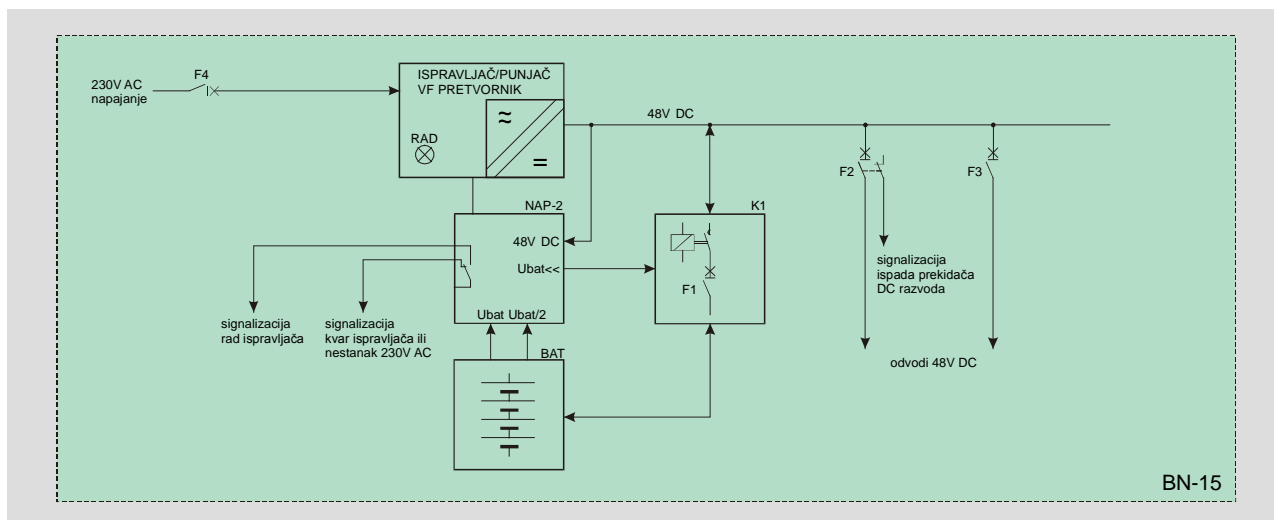 230V AC
napajanje
F4
ISPRAVLJAČ/PUNJAČ
VF PRETVORNIK
RAD
≈
=
48V DC
NAP-2
48V DC
Ubat<<
Ubat Ubat/2
K1
F1
F2
F3
signalizacija
rad ispravljača
signalizacija
kvar ispravljača ili
nestanak 230V AC
BAT
signalizacija
ispada prekidača
DC razvoda
odvodi 48V DC
BN-15